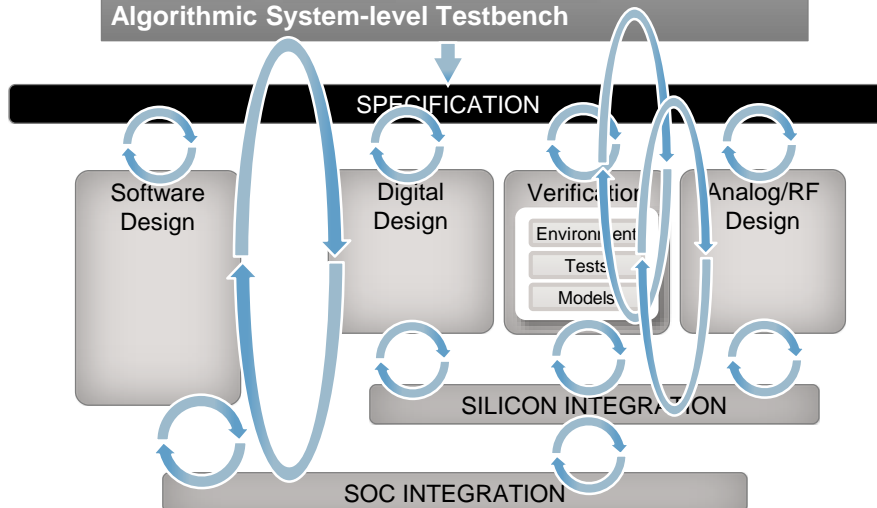 Algorithmic System-level Testbench
SPECIFICATION
Software
Design
Digital
Design
Verification
Environment
Tests
Models
Analog/RF
Design
SILICON INTEGRATION
SOC INTEGRATION